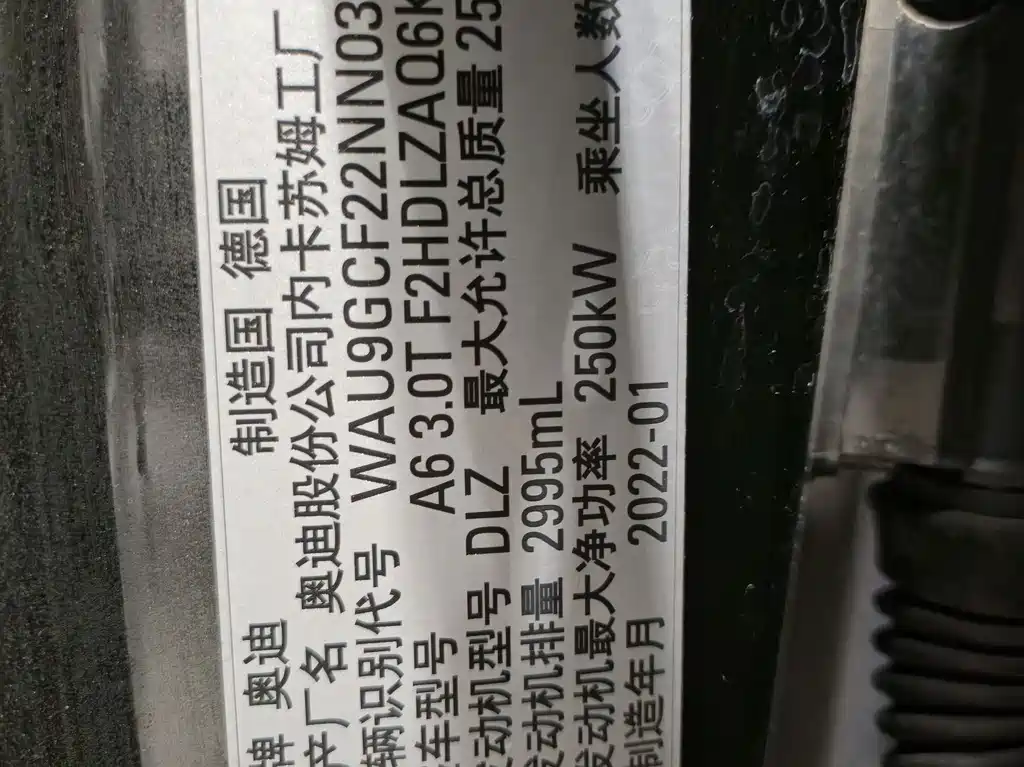 牌 奥迪 制造国 德国
产厂名 奥迪股份公司内卡苏姆工厂
辆识别代号 WAU9GCF22NN03
车型号 A6 3.0T F2HDLZAQ6
发动机型号 DLZ 最大允许总质量 25
发动机排量 2995mL
发动机最大净功率 250kW 乘坐人数
制造年月 2022-01